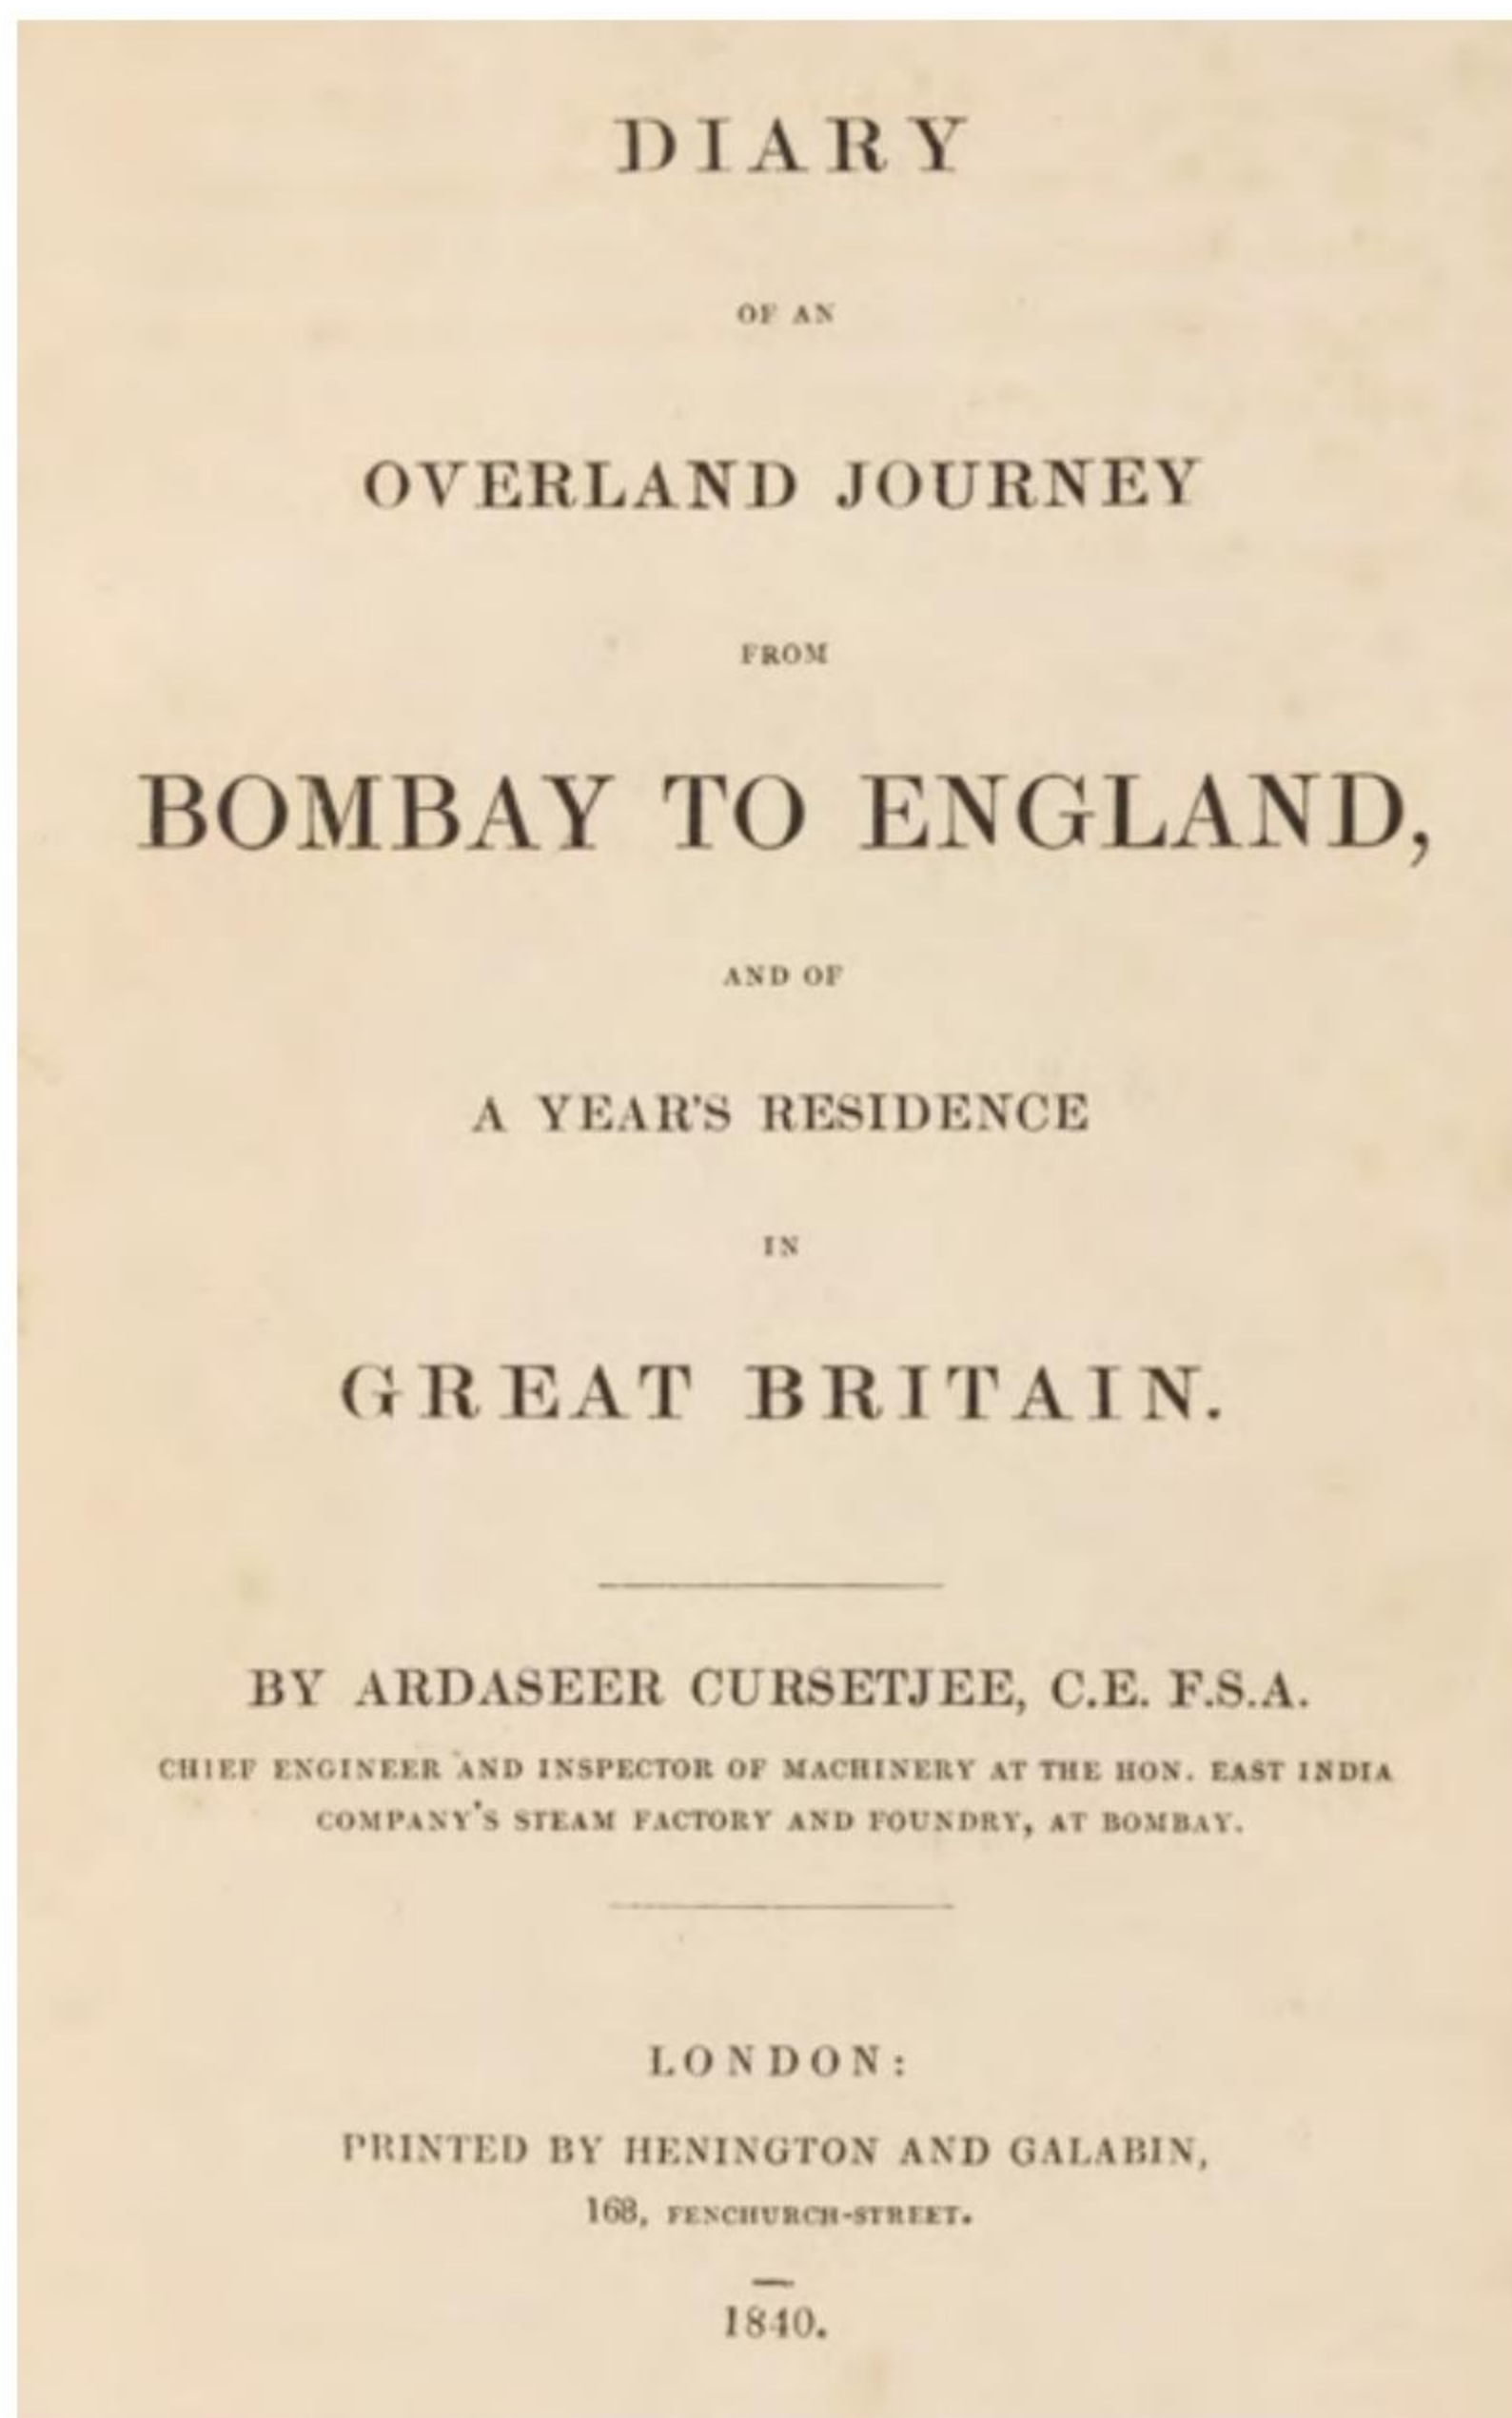 DIARY
OF AN
OVERLAND JOURNEY
FROM
BOMBAY TO ENGLAND,
AND OF
A YEAR'S RESIDENCE
IN
GREAT BRITAIN.
BY ARDASEER CURSETJEE, C.E. F.S.A.
CHIEF ENGINEER AND INSPECTOR OF MACHINERY AT THE HON. EAST INDIA
COMPANY'S STEAM FACTORY AND FOUNDRY, AT BOMBAY.
LONDON:
PRINTED BY HENINGTON AND GALABIN,
168, FENCHURCH-STREET.
1840.